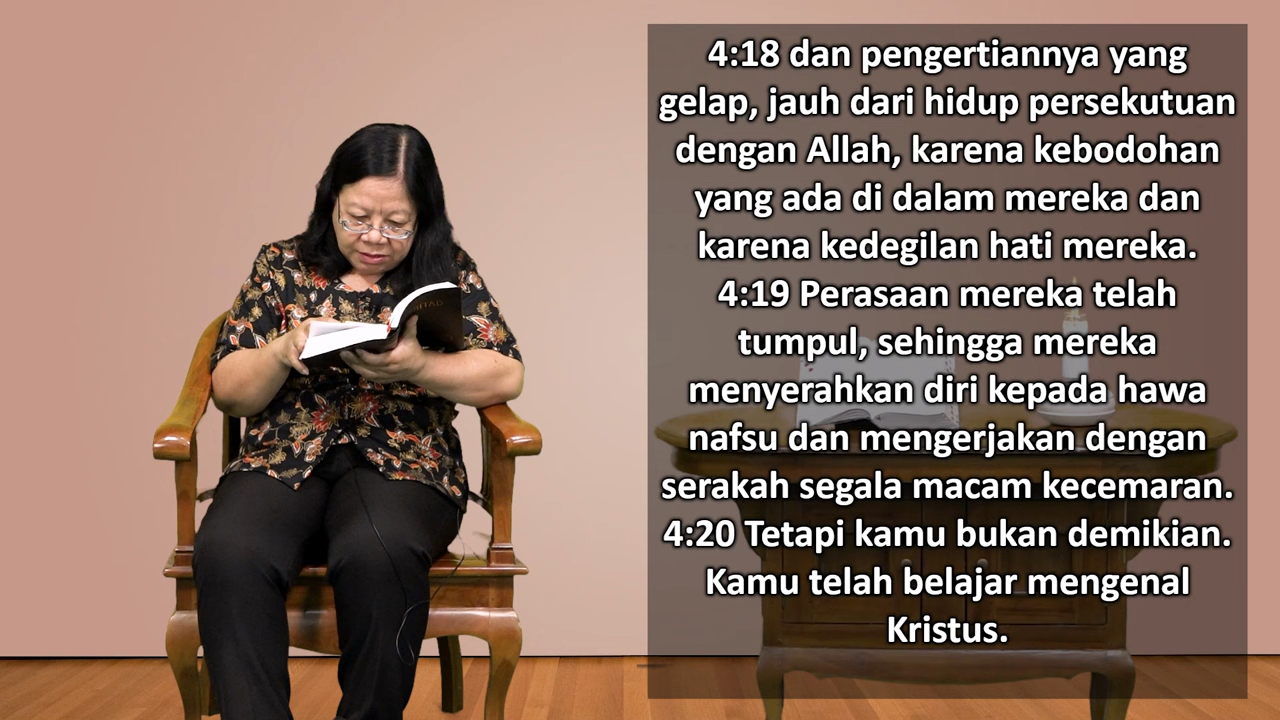 4:18 dan pengertiannya yang
gelap, jauh dari hidup persekutuan
dengan Allah, karena kebodohan
yang ada di dalam mereka dan
karena kedegilan hati mereka.
4:19 Perasaan mereka telah
tumpul, sehingga mereka
menyerahkan diri kepada hawa
nafsu dan mengerjakan dengan
serakah segala macam kecemaran.
4:20 Tetapi kamu bukan demikian.
Kamu telah belajar mengenal
Kristus.